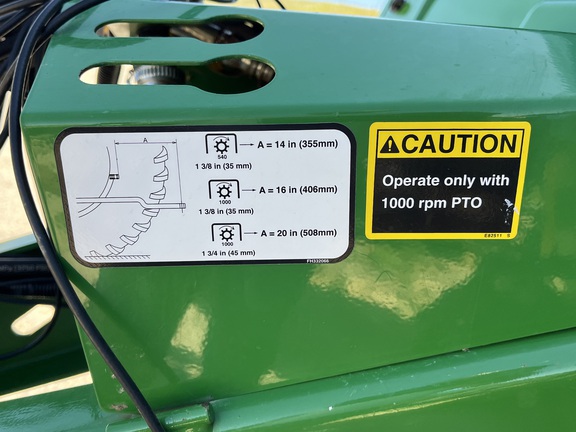 A
540
A = 14 in (355mm)
1 3/8 in (35 mm)
1000
A = 16 in (406mm)
1 3/8 in (35 mm)
1000
A = 20 in (508mm)
1 3/4 in (45 mm)
FH332066
CAUTION
Operate only with
1000 rpm PTO